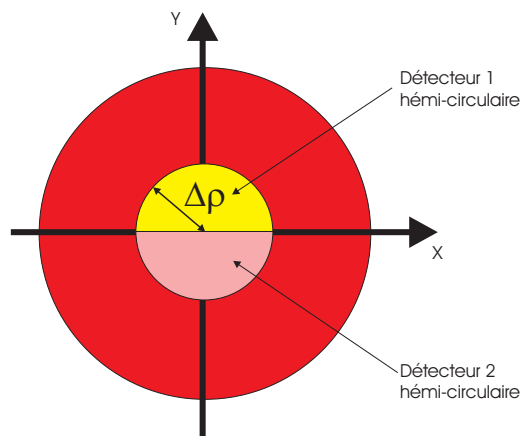 Y
Détecteur 1
hémi-circulaire
Δρ
X
Détecteur 2
hémi-circulaire